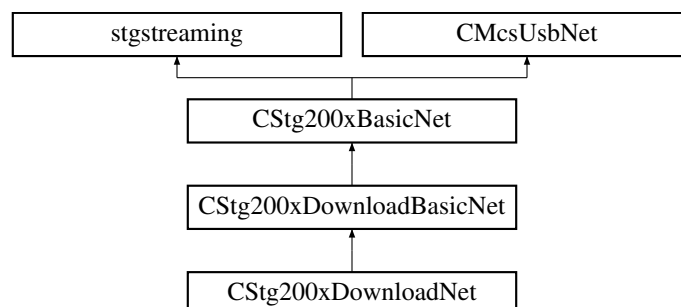 stgstreaming
CMcsUsbNet
CStg200xBasicNet
CStg200xDownloadBasicNet
CStg200xDownloadNet